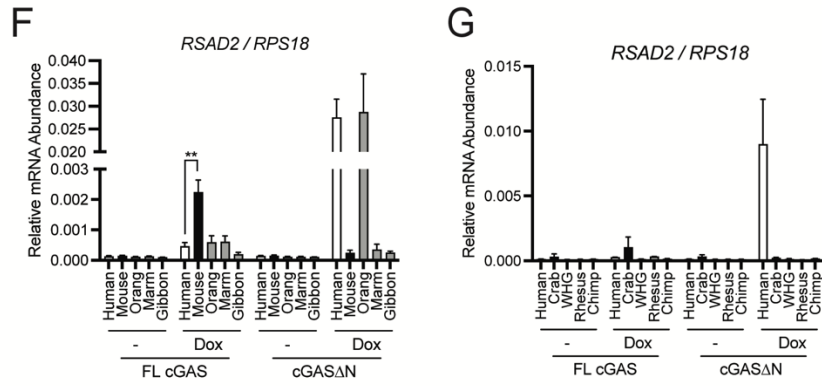 F
RSAD2 / RPS18
Relative mRNA Abundance
0.040
0.035
0.030
0.025
0.020
0.003
0.002
0.001
0.000
**
Human Mouse Orang Marm Gibbon Human Mouse Orang Marm Gibbon Human Mouse Orang Marm Gibbon Human Mouse Orang Marm Gibbon
- Dox - Dox
FL cGAS cGASΔN
G
RSAD2 / RPS18
Relative mRNA Abundance
0.015
0.010
0.005
0.000
Human Crab WHG Rhesus Chimp Human Crab WHG Rhesus Chimp Human Crab WHG Rhesus Chimp Human Crab WHG Rhesus Chimp
- Dox - Dox
FL cGAS cGASΔN